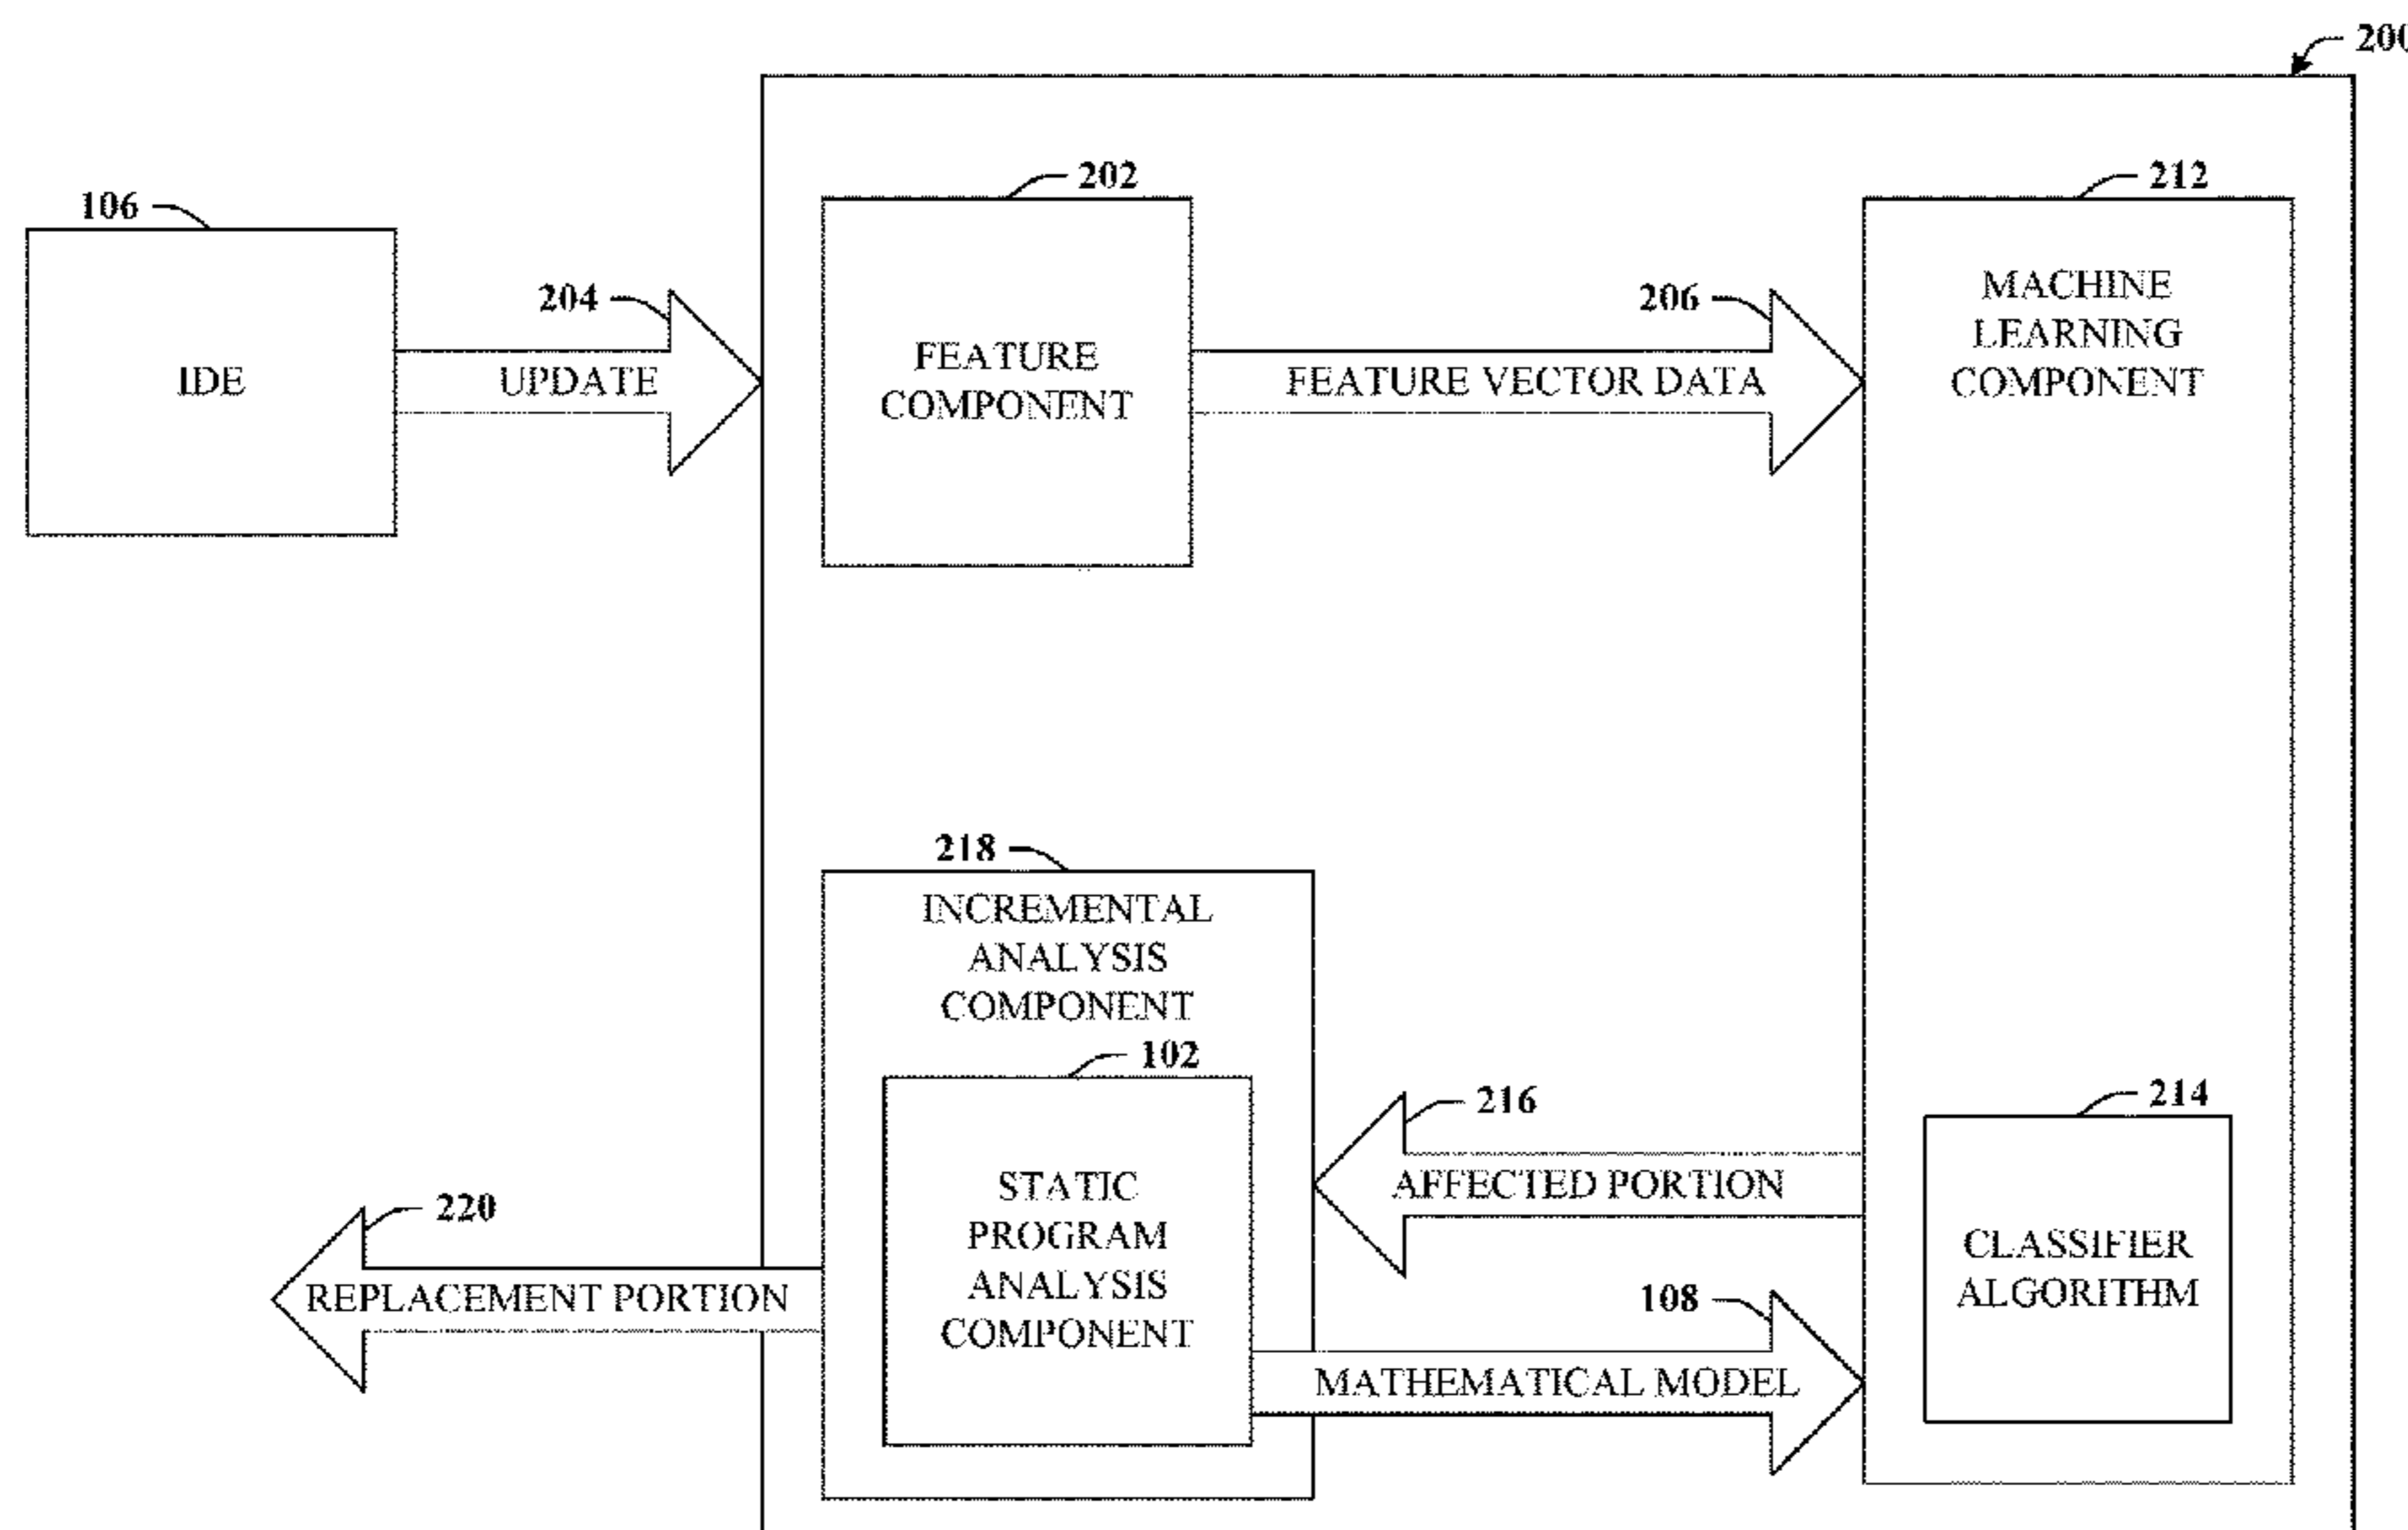 200
202
212
106
204
206
IDE
UPDATE
FEATURE
COMPONENT
FEATURE VECTOR DATA
MACHINE
LEARNING
COMPONENT
218
INCREMENTAL
ANALYSIS
COMPONENT
102
STATIC
PROGRAM
ANALYSIS
COMPONENT
216
AFFECTED PORTION
214
CLASSIFIER
ALGORITHM
220
REPLACEMENT PORTION
108
MATHEMATICAL MODEL